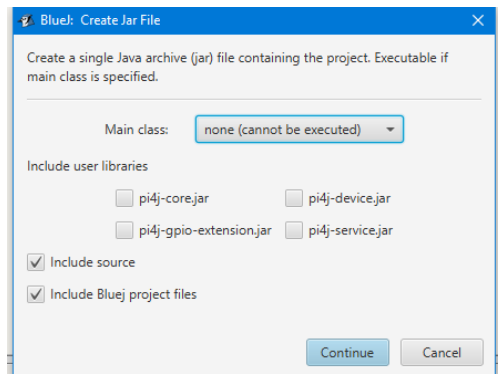 BlueJ: Create Jar File
Create a single Java archive (jar) file containing the project. Executable if
main class is specified.
Main class: none (cannot be executed)
Include user libraries
pi4j-core.jar pi4j-device.jar
pi4j-gpio-extension.jar pi4j-service.jar
Include source
Include Bluej project files
Continue Cancel